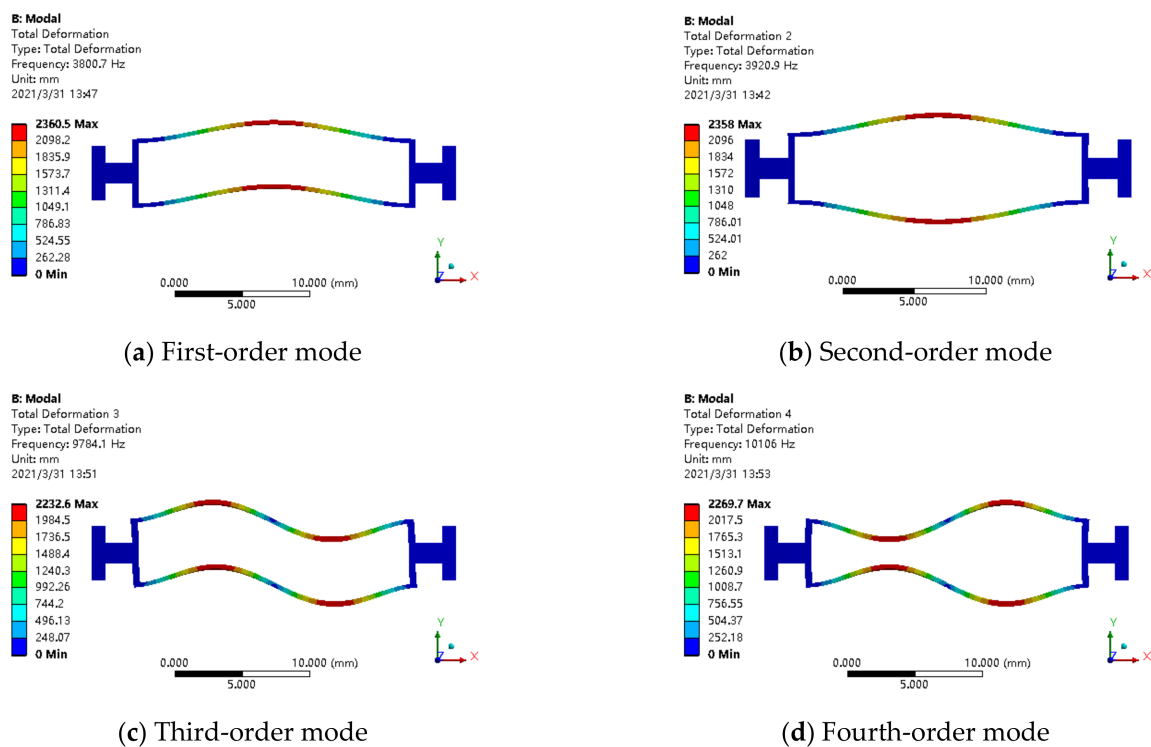 B: Modal
Total Deformation
Type: Total Deformation
Frequency: 3800.7 Hz
Unit: mm
2021/3/31 13:47
2360.5 Max
2098.2
1835.9
1573.7
1311.4
1049.1
786.83
524.55
262.28
0 Min
Y
Z
X
0.000
10.000 (mm)
5.000
(a) First-order mode
B: Modal
Total Deformation 2
Type: Total Deformation
Frequency: 3920.9 Hz
Unit: mm
2021/3/31 13:42
2358 Max
2096
1834
1572
1310
1048
786.01
524.01
262
0 Min
Y
Z
X
0.000
10.000 (mm)
5.000
(b) Second-order mode
B: Modal
Total Deformation 3
Type: Total Deformation
Frequency: 9784.1 Hz
Unit: mm
2021/3/31 13:51
2232.6 Max
1984.5
1736.5
1488.4
1240.3
992.26
744.2
496.13
248.07
0 Min
Y
Z
X
0.000
10.000 (mm)
5.000
(c) Third-order mode
B: Modal
Total Deformation 4
Type: Total Deformation
Frequency: 10106 Hz
Unit: mm
2021/3/31 13:53
2269.7 Max
2017.5
1765.3
1513.1
1260.9
1008.7
756.55
504.37
252.18
0 Min
Y
Z
X
0.000
10.000 (mm)
5.000
(d) Fourth-order mode